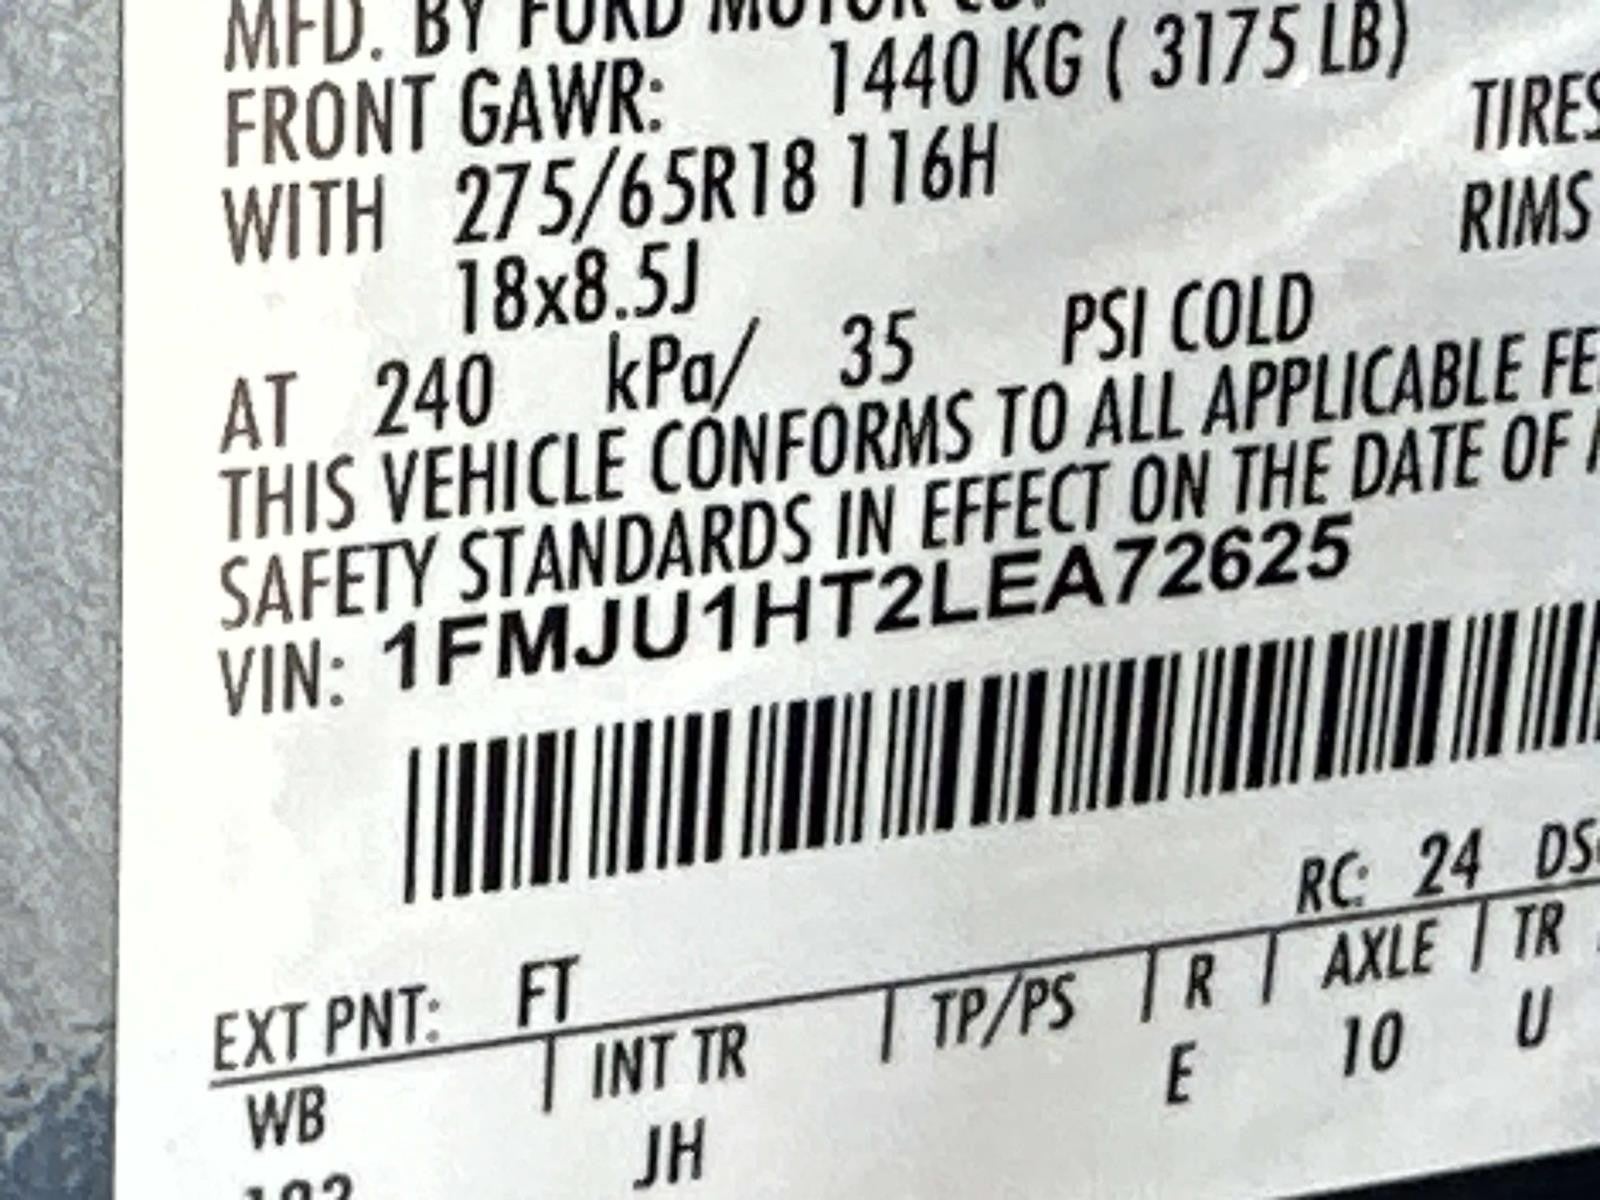 MFD. BY FORD MOTOR CO.
FRONT GAWR: 1440 KG ( 3175 LB)
WITH 275/65R18 116H TIRES
18x8.5J RIMS
AT 240 kPa/ 35 PSI COLD
THIS VEHICLE CONFORMS TO ALL APPLICABLE
SAFETY STANDARDS IN EFFECT ON THE DATE OF
VIN: 1FMJU1HT2LEA72625
RC: 24
EXT PNT: FT
WB | INT TR | TP/PS | R | AXLE | TR
JH E 10 U